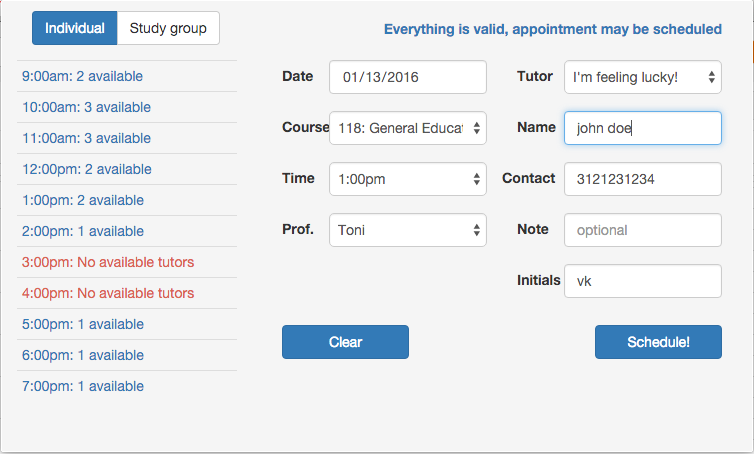 Individual
Study group
Everything is valid, appointment may be scheduled
9:00am: 2 available
10:00am: 3 available
11:00am: 3 available
12:00pm: 2 available
1:00pm: 2 available
2:00pm: 1 available
3:00pm: No available tutors
4:00pm: No available tutors
5:00pm: 1 available
6:00pm: 1 available
7:00pm: 1 available
Date 01/13/2016
Tutor I'm feeling lucky!
Course 118: General Educat
Name john doe
Time 1:00pm
Contact 3121231234
Prof. Toni
Note optional
Initials vk
Clear
Schedule!